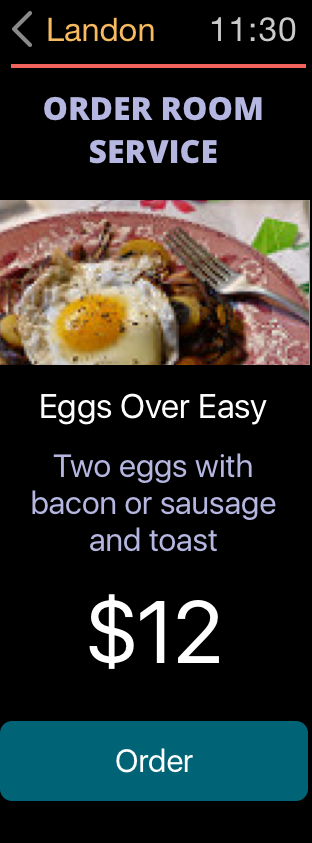 Landon 11:30
ORDER ROOM
SERVICE
Eggs Over Easy
Two eggs with
bacon or sausage
and toast
$12
Order